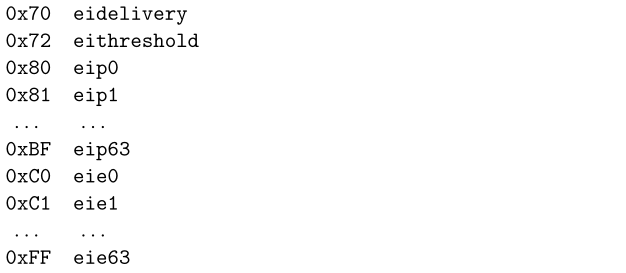 0x70 eidelivery
0x72 eithreshold
0x80 eip0
0x81 eip1
... ...
0xBF eip63
0xC0 eie0
0xC1 eie1
... ...
0xFF eie63